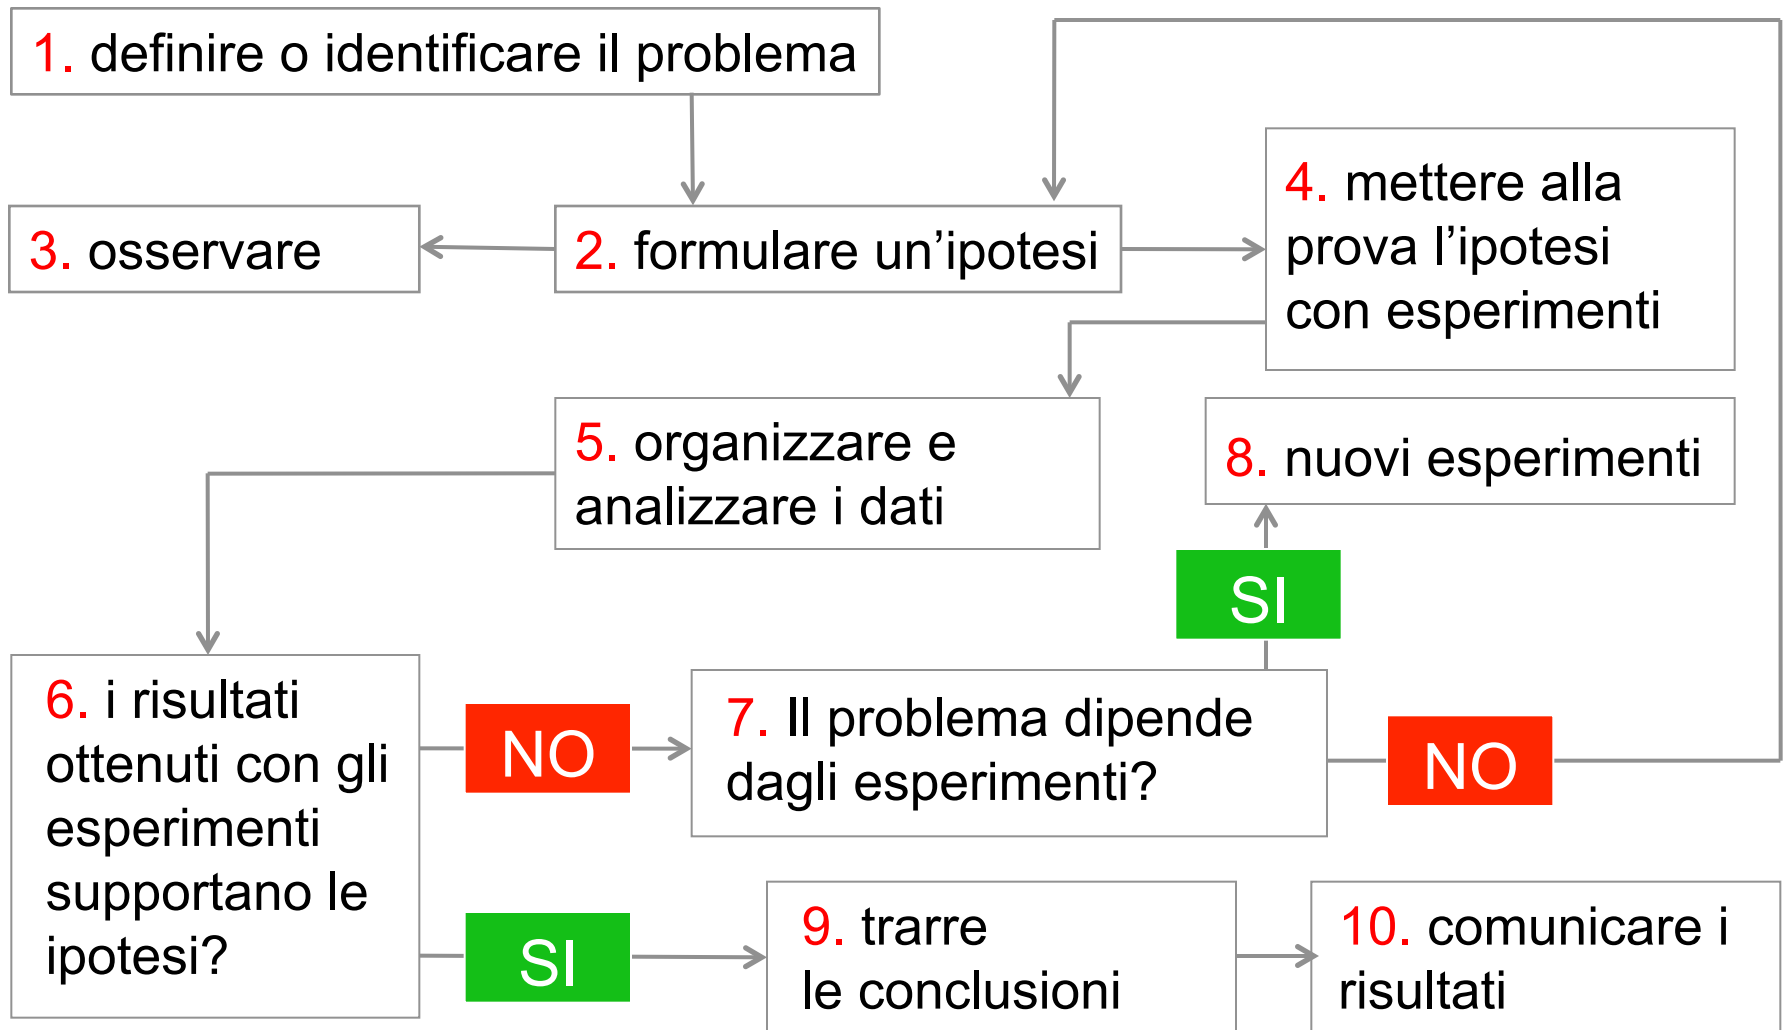 1. definire o identificare il problema
3. osservare
2. formulare un’ipotesi
4. mettere alla
prova l’ipotesi
con esperimenti
5. organizzare e
analizzare i dati
8. nuovi esperimenti
SI
6. i risultati
ottenuti con gli
esperimenti
supportano le
ipotesi?
NO
7. Il problema dipende
dagli esperimenti?
NO
SI
9. trarre
le conclusioni
10. comunicare i
risultati